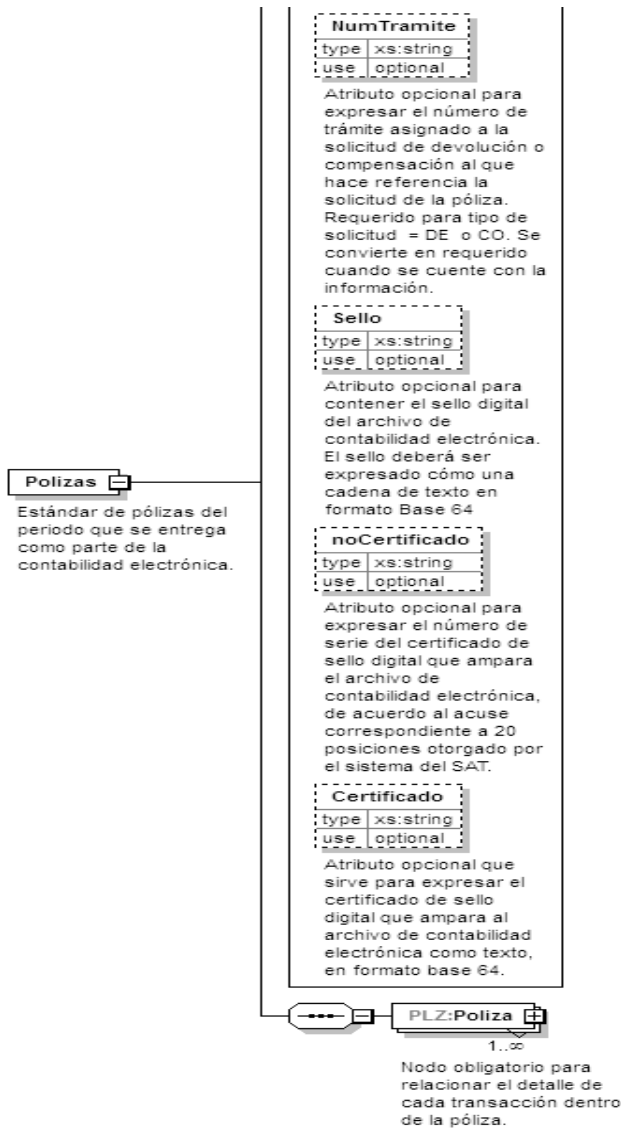 NumTramite
type xs:string
use optional
Atributo opcional para
expresar el número de
trámite asignado a la
solicitud de devolución o
compensación al que
hace referencia la
solicitud de la póliza.
Requerido para tipo de
solicitud = DE o CO. Se
convierte en requerido
cuando se cuente con la
información.
Sello
type xs:string
use optional
Atributo opcional para
contener el sello digital
del archivo de
contabilidad electrónica.
El sello deberá ser
expresado cómo una
cadena de texto en
formato Base 64
Polizas
Estándar de pólizas del
periodo que se entrega
como parte de la
contabilidad electrónica.
noCertificado
type xs:string
use optional
Atributo opcional para
expresar el número de
serie del certificado de
sello digital que ampara
el archivo de
contabilidad electrónica,
de acuerdo al acuse
correspondiente a 20
posiciones otorgado por
el sistema del SAT.
Certificado
type xs:string
use optional
Atributo opcional que
sirve para expresar el
certificado de sello
digital que ampara al
archivo de contabilidad
electrónica como texto,
en formato base 64.
PLZ:Poliza
1..∞
Nodo obligatorio para
relacionar el detalle de
cada transacción dentro
de la póliza.